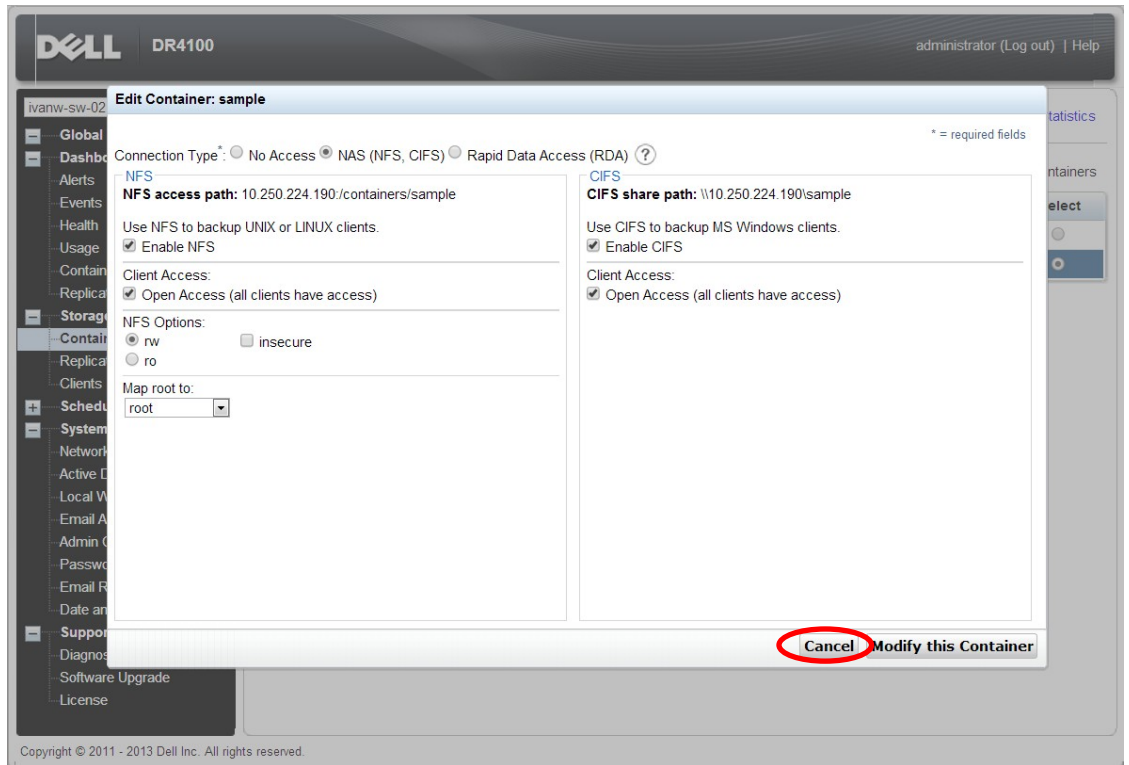 DELL DR4100 administrator (Log out) | Help
ivanw-sw-02
Edit Container: sample
* = required fields
Connection Type*: No Access NAS (NFS, CIFS) Rapid Data Access (RDA) ?
NFS
NFS access path: 10.250.224.190:/containers/sample
Use NFS to backup UNIX or LINUX clients.
Enable NFS
Client Access:
Open Access (all clients have access)
NFS Options:
rw insecure
ro
Map root to:
root
CIFS
CIFS share path: \\10.250.224.190\sample
Use CIFS to backup MS Windows clients.
Enable CIFS
Client Access:
Open Access (all clients have access)
Cancel Modify this Container
Global
Dashbo
Alerts
Events
Health
Usage
Contain
Replica
Storage
Contain
Replica
Clients
Schedu
System
Network
Active D
Local W
Email A
Admin C
Passwo
Email R
Date an
Support
Diagnos
Software Upgrade
License
tatistics
ntainers
elect
Copyright © 2011 - 2013 Dell Inc. All rights reserved.